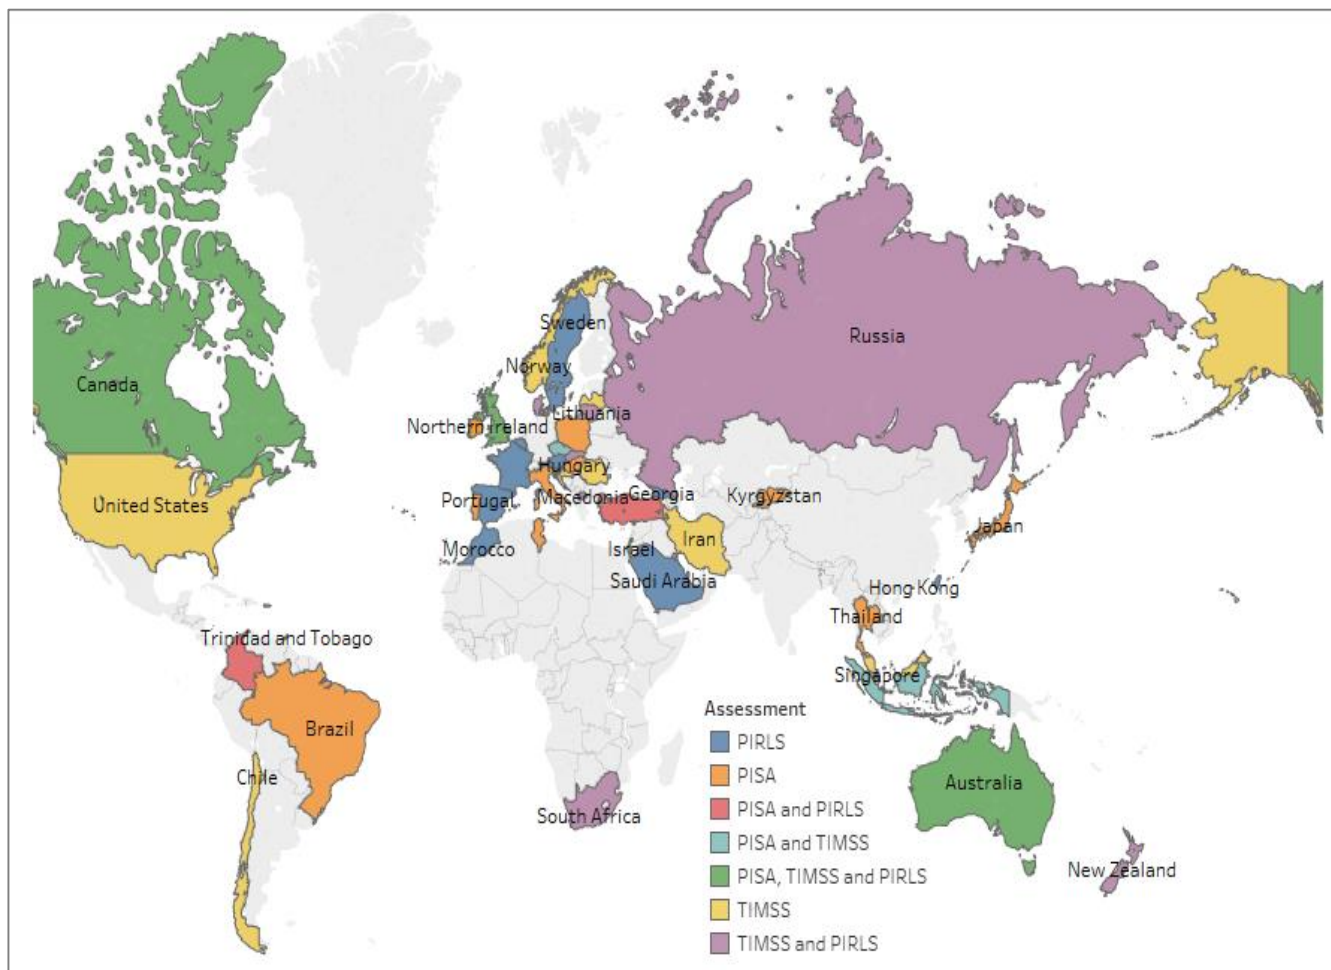 Sweden
Russia
Norway
Canada
Lithuania
Northern Ireland
Hungary
United States
Portugal
Macedonia
Georgia
Kyrgyzstan
Japan
Morocco
Israel
Iran
Saudi Arabia
Hong Kong
Thailand
Trinidad and Tobago
Singapore
Brazil
Chile
Australia
South Africa
New Zealand
Assessment
PIRLS
PISA
PISA and PIRLS
PISA and TIMSS
PISA, TIMSS and PIRLS
TIMSS
TIMSS and PIRLS